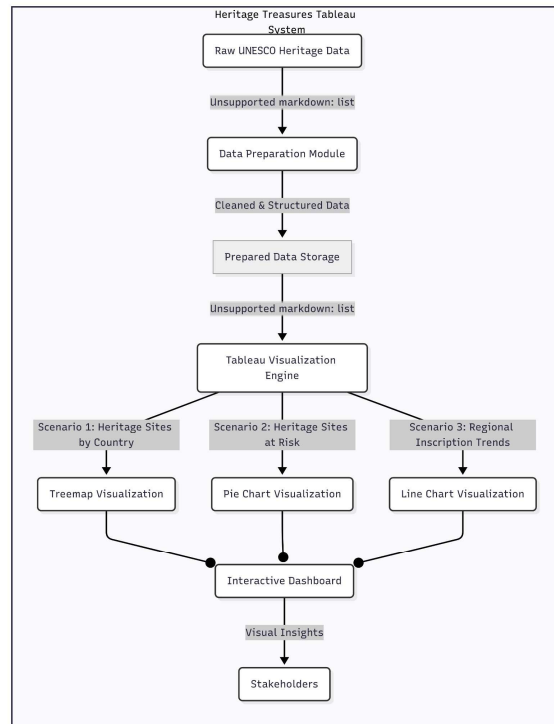 Heritage Treasures Tableau
System
Raw UNESCO Heritage Data
Unsupported markdown: list
Data Preparation Module
Cleaned & Structured Data
Prepared Data Storage
Unsupported markdown: list
Tableau Visualization
Engine
Scenario 1: Heritage Sites
by Country
Scenario 2: Heritage Sites
at Risk
Scenario 3: Regional
Inscription Trends
Treemap Visualization
Pie Chart Visualization
Line Chart Visualization
Interactive Dashboard
Visual Insights
Stakeholders